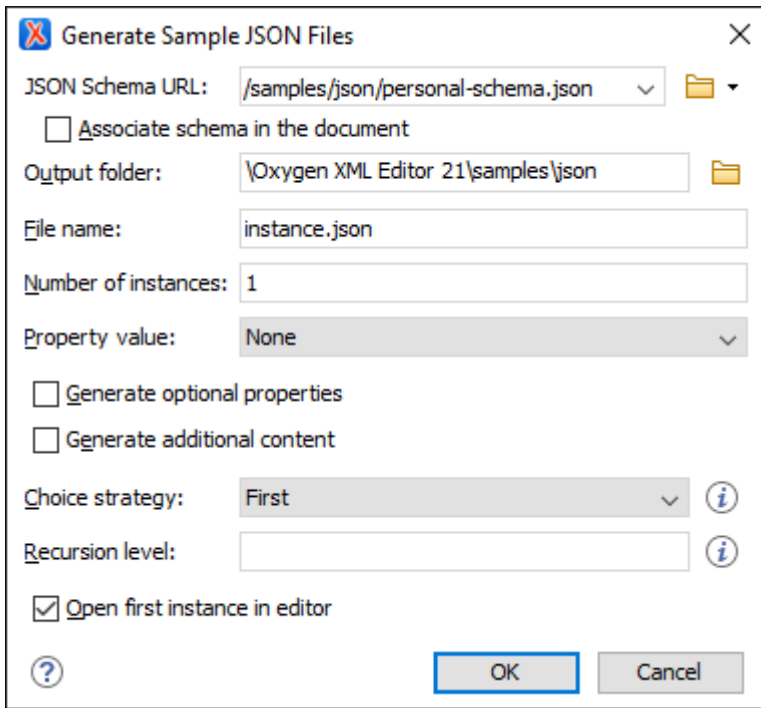 Generate Sample JSON Files
JSON Schema URL: /samples/json/personal-schema.json
Associate schema in the document
Output folder: \Oxygen XML Editor 21\samples\json
File name: instance.json
Number of instances: 1
Property value: None
Generate optional properties
Generate additional content
Choice strategy: First
Recursion level:
Open first instance in editor
OK Cancel